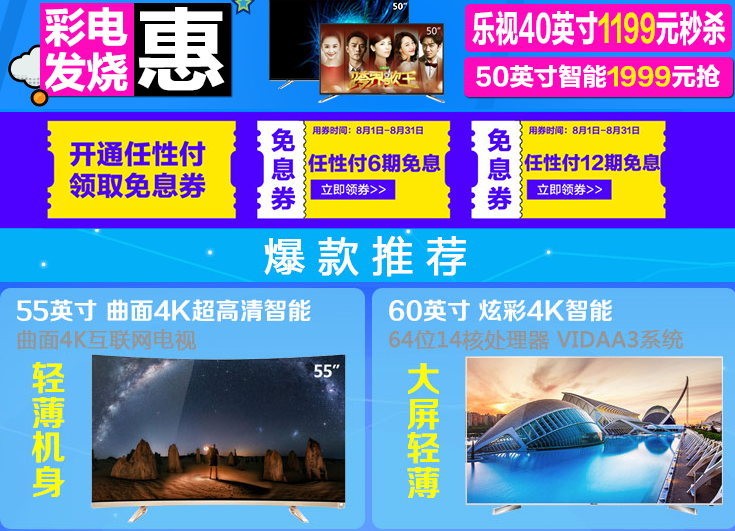 彩电
发烧
惠
50”
50”
跨界歌王
乐视40英寸1199元秒杀
50英寸智能1999元抢
开通任性付
领取免息券
免息券
用券时间：8月1日-8月31日
任性付6期免息
立即领券>>
免息券
用券时间：8月1日-8月31日
任性付12期免息
立即领券>>
爆款推荐
55英寸 曲面4K超高清智能
曲面4K互联网电视
轻薄机身
55”
60英寸 炫彩4K智能
64位14核处理器 VIDAA3系统
大屏轻薄